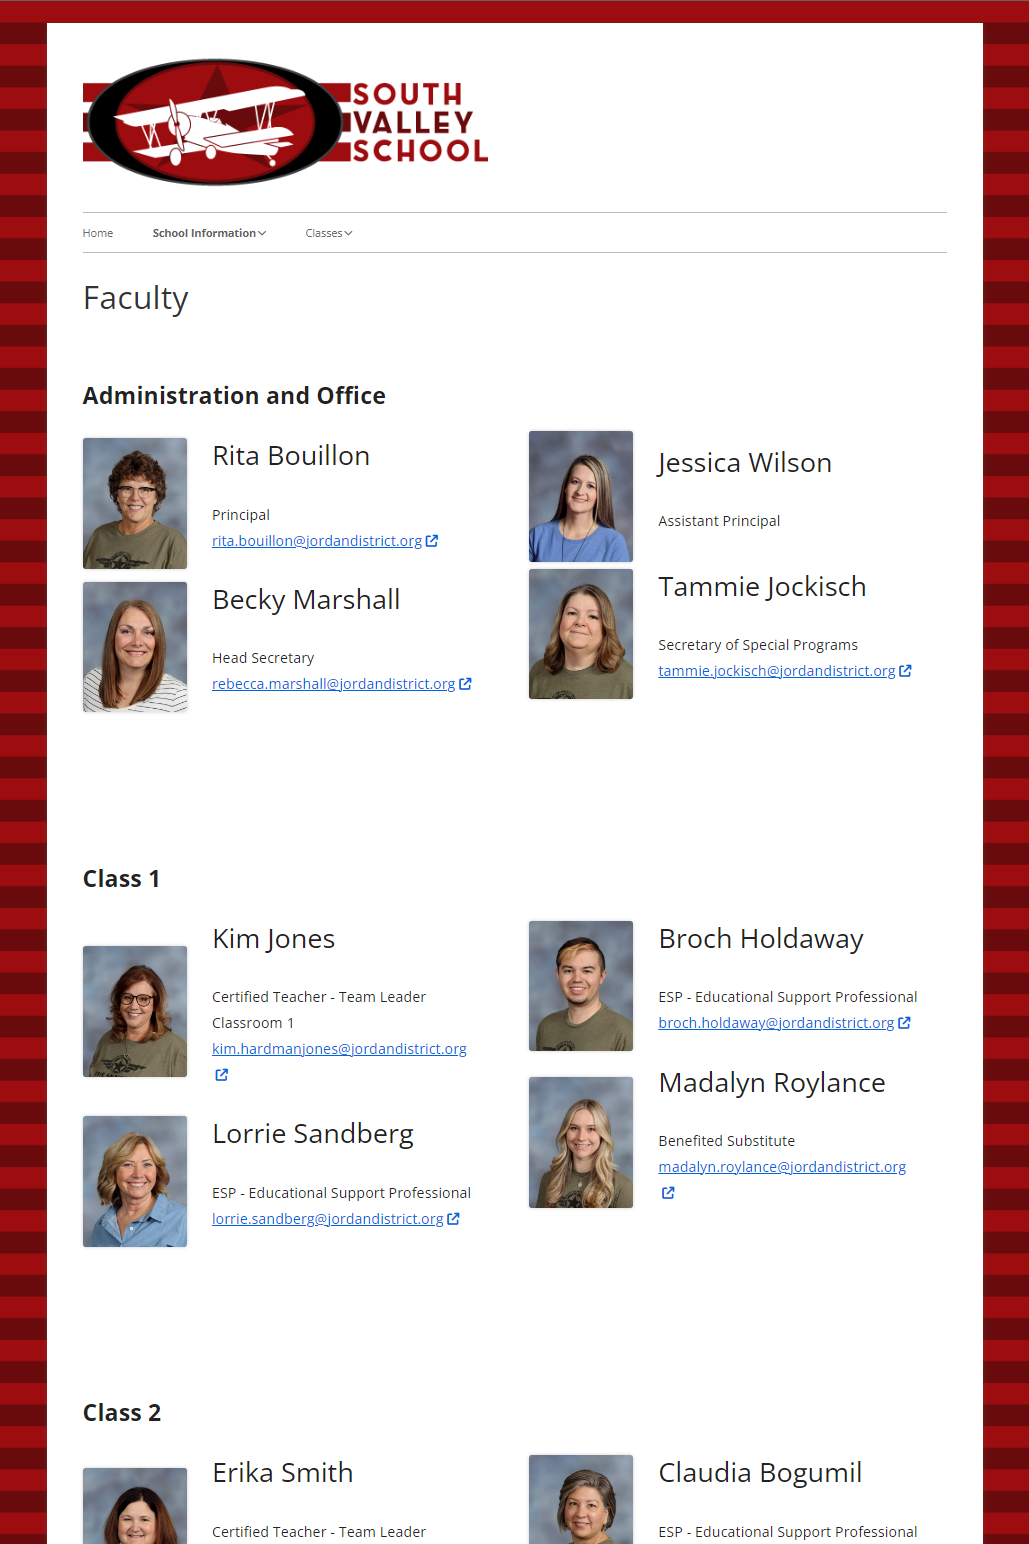 SOUTH
VALLEY
SCHOOL
Home School Information Classes
Faculty
Administration and Office
Rita Bouillon
Principal
rita.bouillon@jordandistrict.org
Jessica Wilson
Assistant Principal
Becky Marshall
Head Secretary
rebecca.marshall@jordandistrict.org
Tammie Jockisch
Secretary of Special Programs
tammie.jockisch@jordandistrict.org
Class 1
Kim Jones
Certified Teacher - Team Leader
Classroom 1
kim.hardmanjones@jordandistrict.org
Broch Holdaway
ESP - Educational Support Professional
broch.holdaway@jordandistrict.org
Lorrie Sandberg
ESP - Educational Support Professional
lorrie.sandberg@jordandistrict.org
Madalyn Roylance
Benefited Substitute
madalyn.roylance@jordandistrict.org
Class 2
Erika Smith
Certified Teacher - Team Leader
Claudia Bogumil
ESP - Educational Support Professional